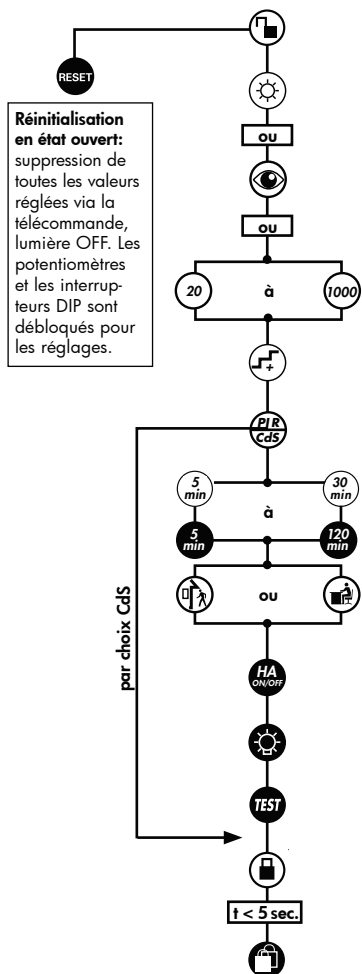 RESET
Réinitialisation
en état ouvert:
suppression de
toutes les valeurs
réglées via la
télécommande,
lumière OFF. Les
potentiomètres
et les interrup-
teurs DIP sont
débloqués pour
les réglages.
ou
ou
20 à 1000
+
PIR
CdS
5
min
30
min
à
5
min
120
min
ou
par choix CdS
HA
ON/OFF
TEST
t < 5 sec.